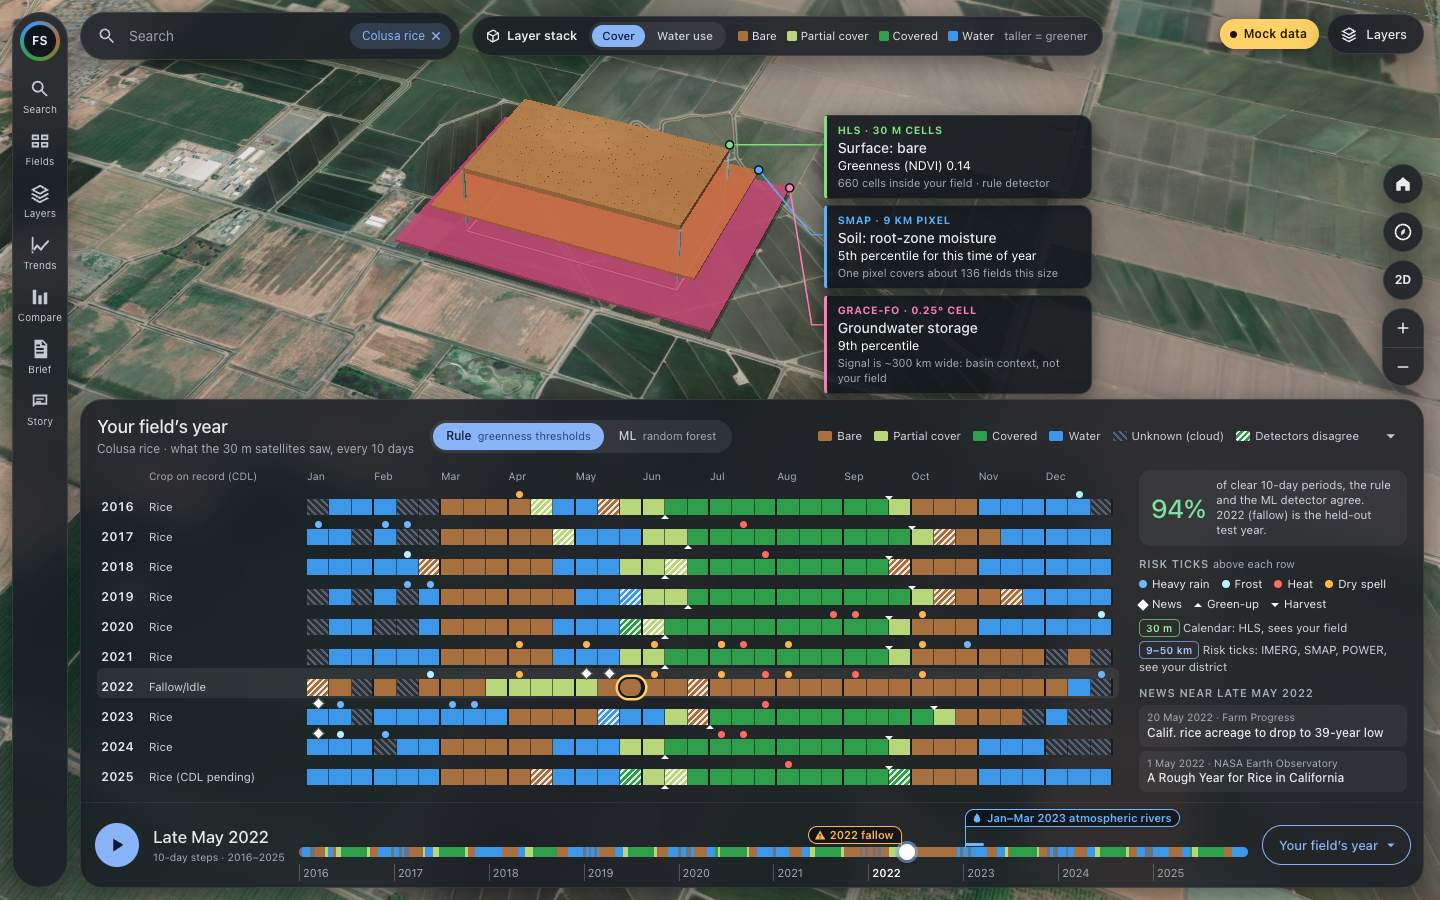 FS
Search
Colusa rice ✕
Layer stack
Cover
Water use
Bare
Partial cover
Covered
Water
taller = greener
Mock data
Layers
Search
Fields
Layers
Trends
Compare
Brief
Story
HLS · 30 M CELLS
Surface: bare
Greenness (NDVI) 0.14
660 cells inside your field · rule detector
SMAP · 9 KM PIXEL
Soil: root-zone moisture
5th percentile for this time of year
One pixel covers about 136 fields this size
GRACE-FO · 0.25° CELL
Groundwater storage
9th percentile
Signal is ~300 km wide: basin context, not
your field
2D
+
−
Your field's year
Colusa rice · what the 30 m satellites saw, every 10 days
Rule greenness thresholds
ML random forest
Bare
Partial cover
Covered
Water
Unknown (cloud)
Detectors disagree
Crop on record (CDL)
Jan
Feb
Mar
Apr
May
Jun
Jul
Aug
Sep
Oct
Nov
Dec
2016 Rice
2017 Rice
2018 Rice
2019 Rice
2020 Rice
2021 Rice
2022 Fallow/Idle
2023 Rice
2024 Rice
2025 Rice (CDL pending)
94%
of clear 10-day periods, the rule
and the ML detector agree.
2022 (fallow) is the held-out
test year.
RISK TICKS above each row
Heavy rain
Frost
Heat
Dry spell
News
Green-up
Harvest
30 m Calendar: HLS, sees your field
9–50 km Risk ticks: IMERG, SMAP, POWER,
see your district
NEWS NEAR LATE MAY 2022
20 May 2022 · Farm Progress
Calif. rice acreage to drop to 39-year low
1 May 2022 · NASA Earth Observatory
A Rough Year for Rice in California
Late May 2022
10-day steps · 2016–2025
2022 fallow
Jan–Mar 2023 atmospheric rivers
2016
2017
2018
2019
2020
2021
2022
2023
2024
2025
Your field's year